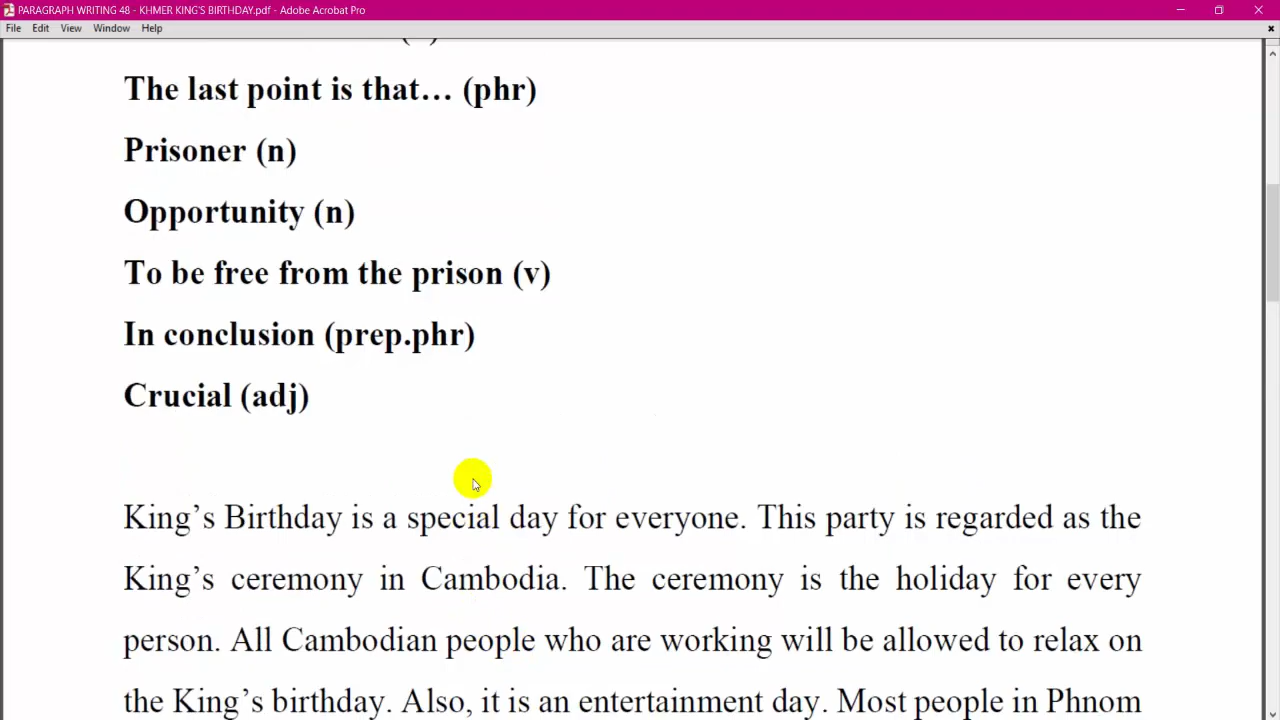 PARAGRAPH WRITING 48 - KHMER KING'S BIRTHDAY.pdf - Adobe Acrobat Pro
File Edit View Window Help
The last point is that… (phr)
Prisoner (n)
Opportunity (n)
To be free from the prison (v)
In conclusion (prep.phr)
Crucial (adj)
King’s Birthday is a special day for everyone. This party is regarded as the
King’s ceremony in Cambodia. The ceremony is the holiday for every
person. All Cambodian people who are working will be allowed to relax on
the King’s birthday. Also, it is an entertainment day. Most people in Phnom